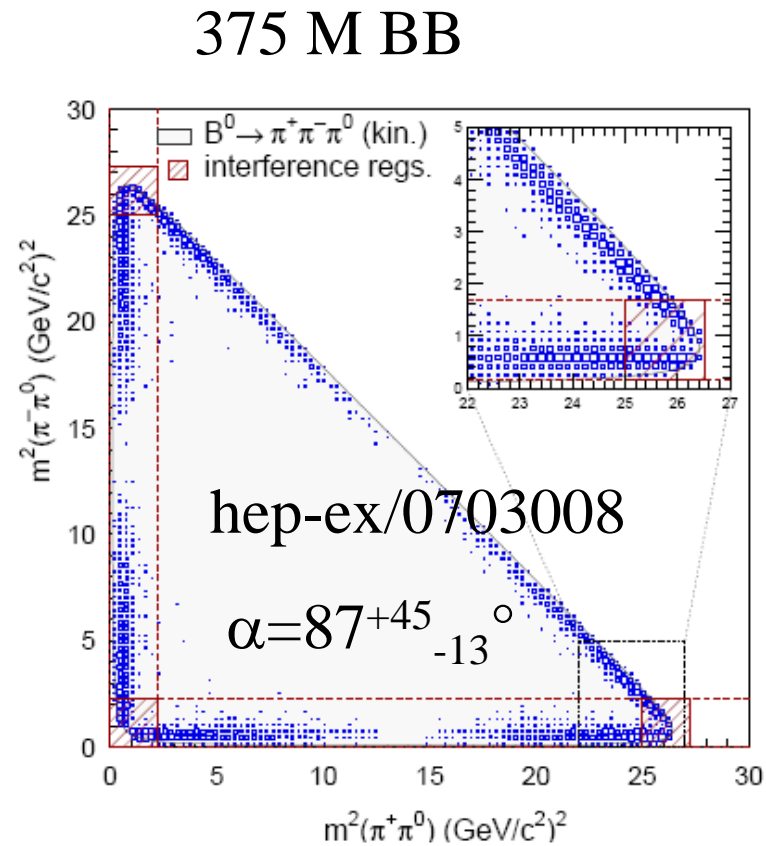 375 M BB
B⁰→π⁺π⁻π⁰ (kin.)
interference regs.
30
25
20
15
10
5
0
m²(π⁻π⁰) (GeV/c²)²
5
4
3
2
1
0
22 23 24 25 26 27
hep-ex/0703008
α=87⁺⁴⁵₋₁₃°
0 5 10 15 20 25 30
m²(π⁺π⁰) (GeV/c²)²